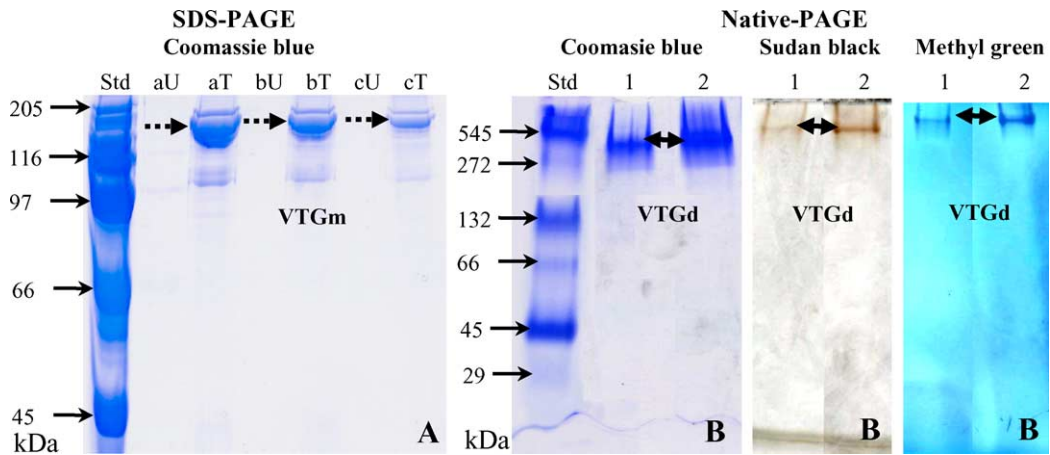 SDS-PAGE
Coomassie blue
Std aU aT bU bT cU cT
205
116
97
66
45
kDa
VTGm
A
Native-PAGE
Coomasie blue
Sudan black
Methyl green
Std 1 2
1 2
1 2
545
272
132
66
45
29
kDa
VTGd
B
VTGd
B
VTGd
B